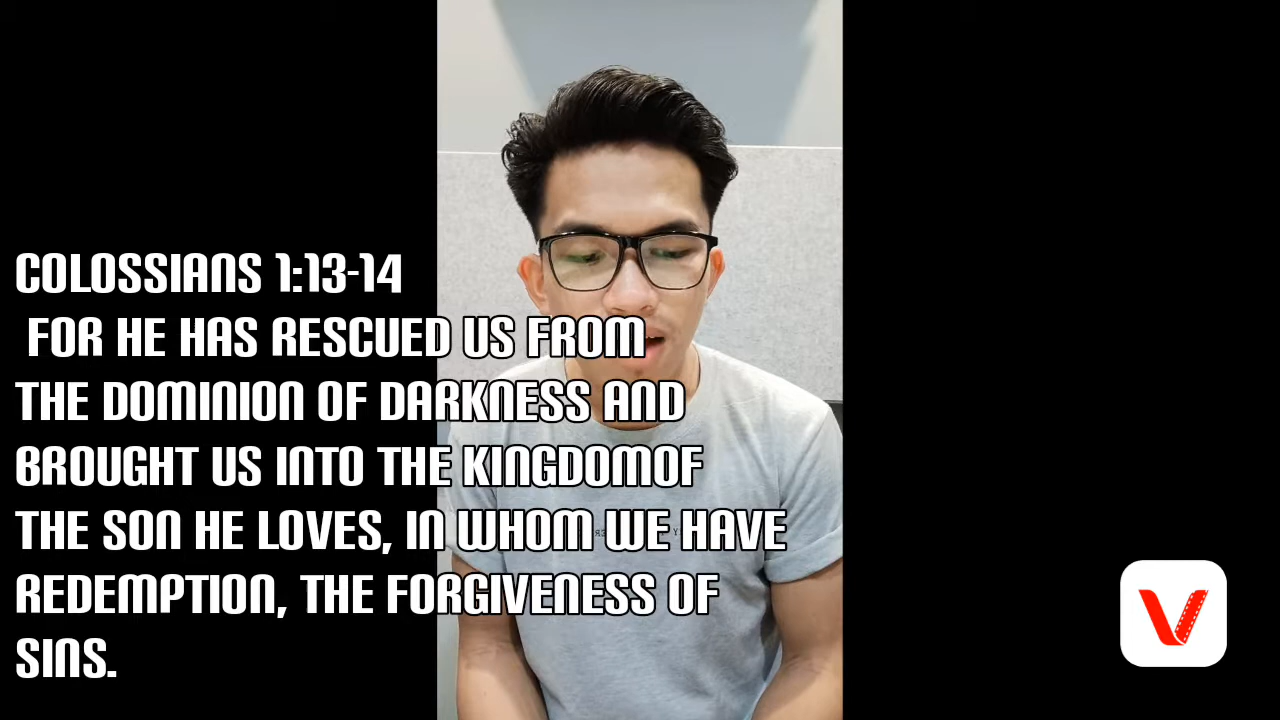 COLOSSIANS 1:13-14
FOR HE HAS RESCUED US FROM
THE DOMINION OF DARKNESS AND
BROUGHT US INTO THE KINGDOMOF
THE SON HE LOVES, IN WHOM WE HAVE
REDEMPTION, THE FORGIVENESS OF
SINS.
V